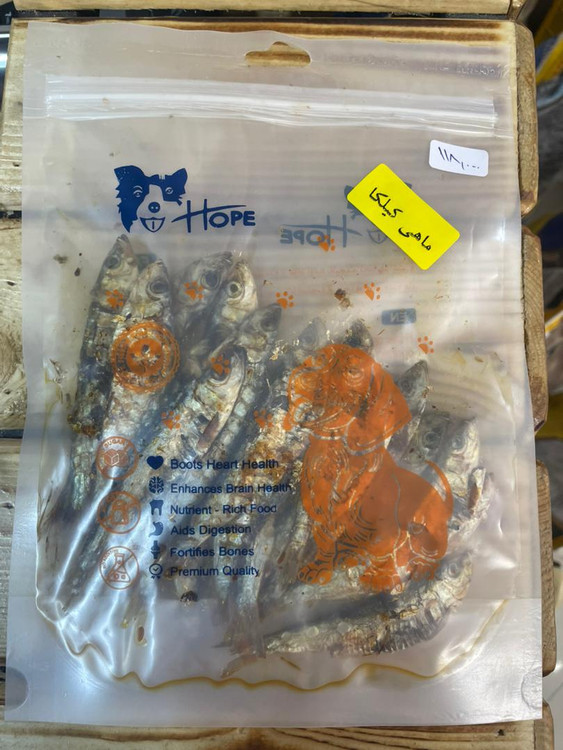 ۱۱۸,۰۰۰
HOPE
ماهی کیلکا
HOPE
Boots Heart Health
Enhances Brain Health
Nutrient - Rich Food
Aids Digestion
Fortifies Bones
Premium Quality